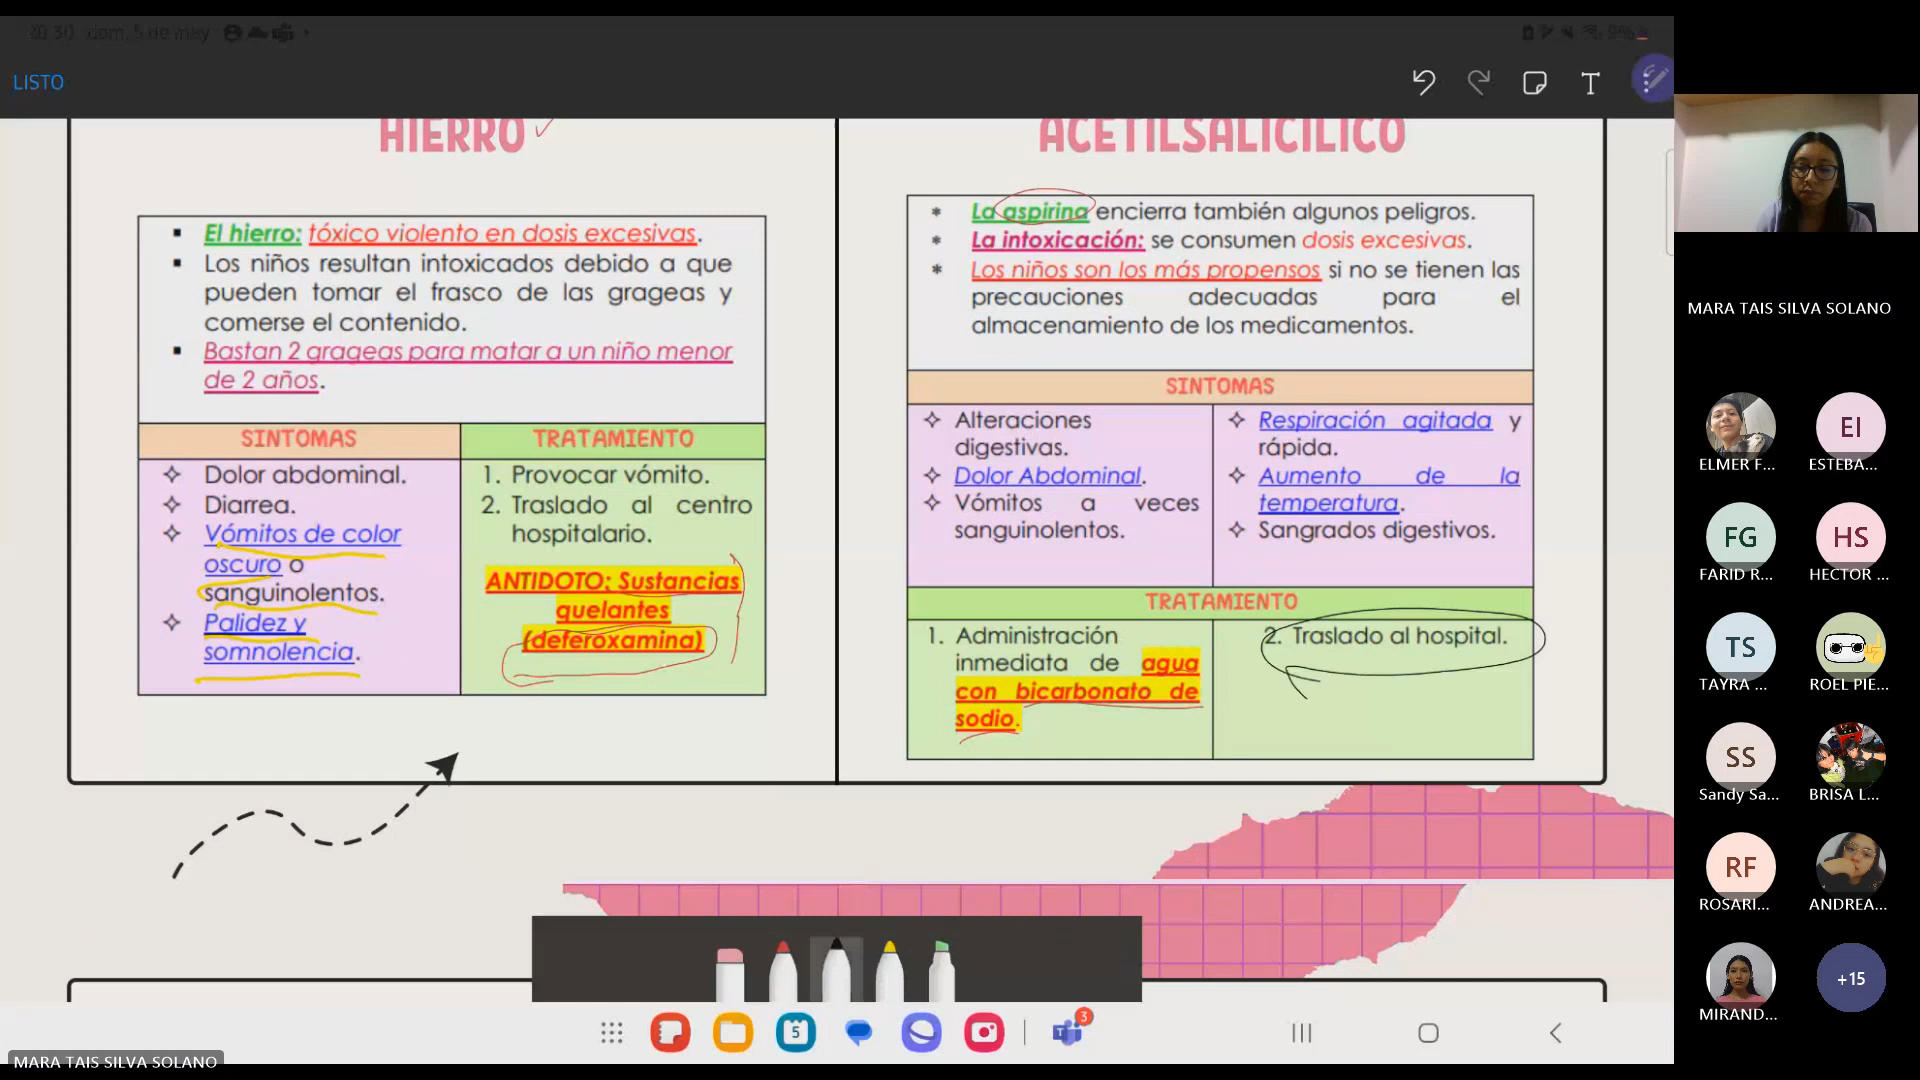 dom, 5 de may
LISTO
HIERRO
ACETILSALICILICO
El hierro: tóxico violento en dosis excesivas.
Los niños resultan intoxicados debido a que
pueden tomar el frasco de las grageas y
comerse el contenido.
Bastan 2 grageas para matar a un niño menor
de 2 años.
SINTOMAS
TRATAMIENTO
Dolor abdominal.
Diarrea.
Vómitos de color
oscuro o
sanguinolentos.
Palidez y
somnolencia.
1. Provocar vómito.
2. Traslado al centro
hospitalario.
ANTIDOTO: Sustancias
quelantes
(deferoxamina)
La aspirina encierra también algunos peligros.
La intoxicación: se consumen dosis excesivas.
Los niños son los más propensos si no se tienen las
precauciones adecuadas para el
almacenamiento de los medicamentos.
SINTOMAS
Alteraciones
digestivas.
Dolor Abdominal.
Vómitos a veces
sanguinolentos.
Respiración agitada y
rápida.
Aumento de la
temperatura.
Sangrados digestivos.
TRATAMIENTO
1. Administración
inmediata de agua
con bicarbonato de
sodio.
2. Traslado al hospital.
5
3
MARA TAIS SILVA SOLANO
MARA TAIS SILVA SOLANO
ELMER F...
EI
ESTEBA...
FG
FARID R...
HS
HECTOR ...
TS
TAYRA ...
ROEL PIE...
SS
Sandy Sa...
BRISA L...
RF
ROSARI...
ANDREA...
MIRAND...
+15